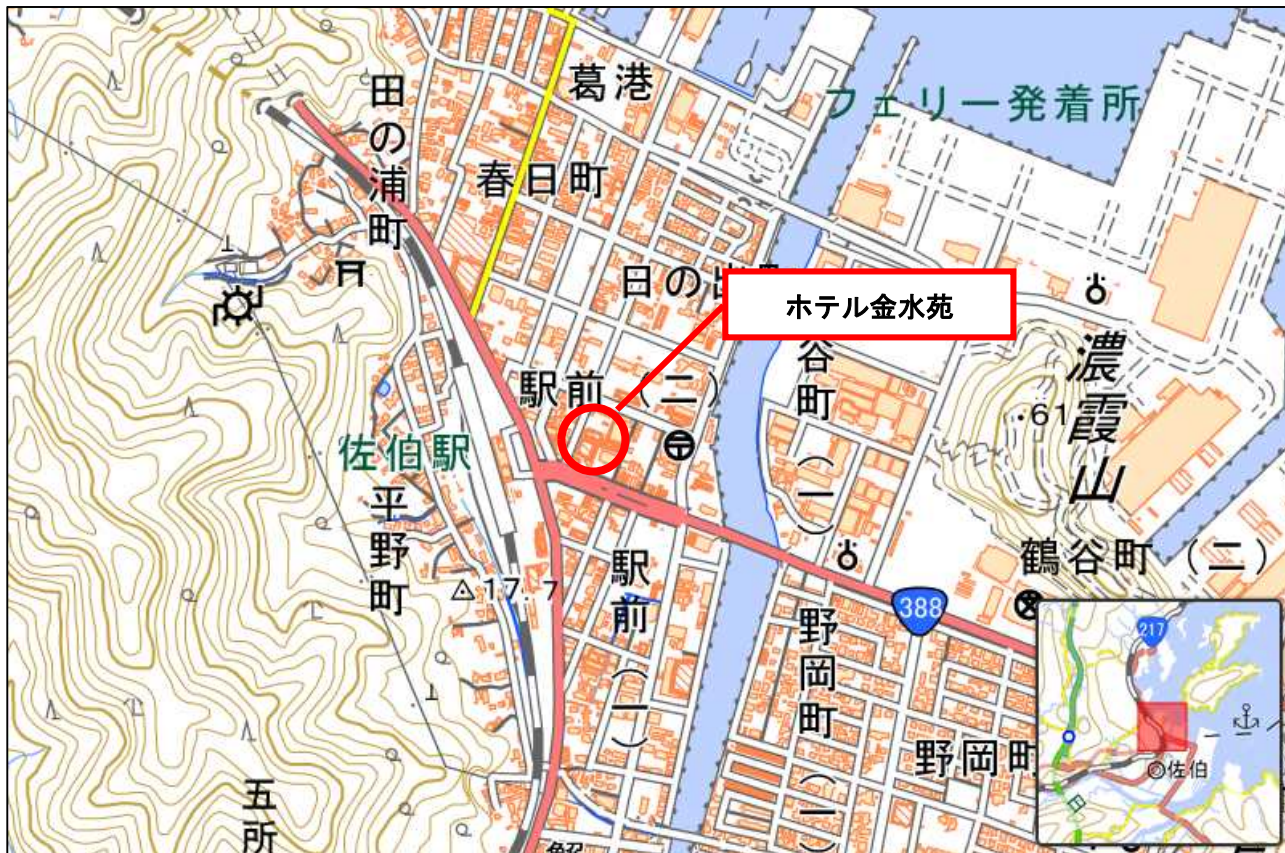 葛港
フェリー発着所
田の浦町
春日町
日の出
ホテル金水苑
谷町(一)
濃霞山
・61
駅前(二)
佐伯駅
平野町
17.7
駅前(一)
鶴谷町(二)
388
野岡町(一)
野岡町
五所
217
佐伯